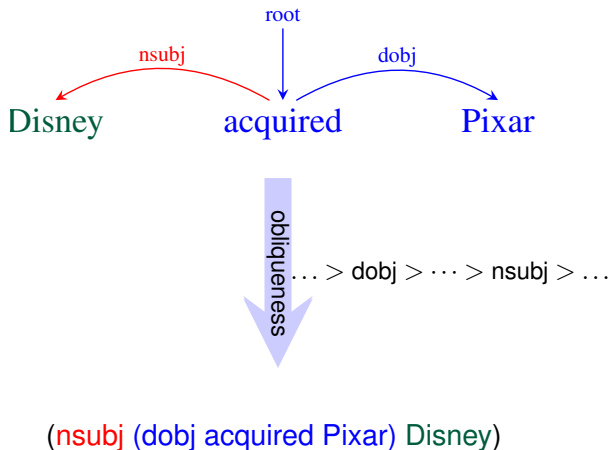 root
nsubj dobj
Disney acquired Pixar
obliqueness
... > dobj > ⋯ > nsubj > ...
(nsubj (dobj acquired Pixar) Disney)